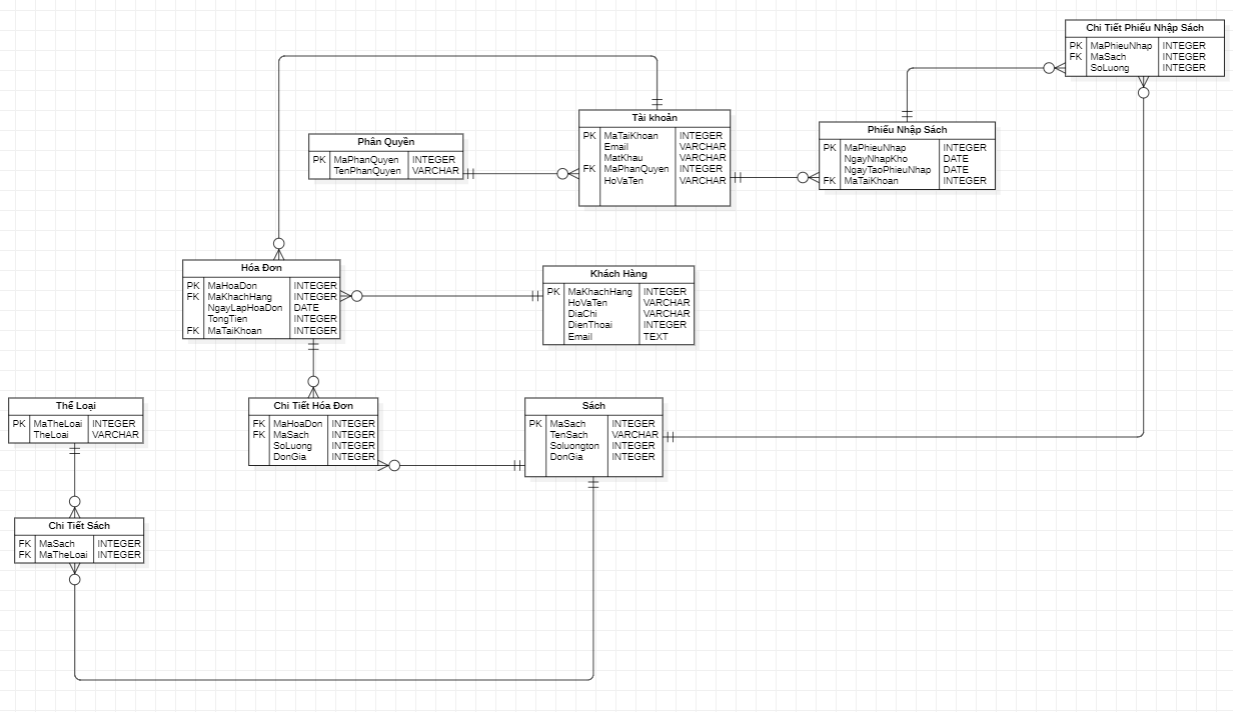 Chi Tiết Phiếu Nhập Sách
PK MaPhieuNhap INTEGER
FK MaSach INTEGER
SoLuong INTEGER
Tài khoản
PK MaTaiKhoan INTEGER
Email VARCHAR
MatKhau VARCHAR
FK MaPhanQuyen INTEGER
HoVaTen VARCHAR
Phiếu Nhập Sách
PK MaPhieuNhap INTEGER
NgayNhapKho DATE
NgayTaoPhieuNhap DATE
FK MaTaiKhoan INTEGER
Phân Quyền
PK MaPhanQuyen INTEGER
TenPhanQuyen VARCHAR
Hóa Đơn
PK MaHoaDon INTEGER
FK MaKhachHang INTEGER
NgayLapHoaDon DATE
TongTien INTEGER
FK MaTaiKhoan INTEGER
Khách Hàng
PK MaKhachHang INTEGER
HoVaTen VARCHAR
DiaChi VARCHAR
DienThoai INTEGER
Email TEXT
Thể Loại
PK MaTheLoai INTEGER
TheLoai VARCHAR
Chi Tiết Hóa Đơn
FK MaHoaDon INTEGER
FK MaSach INTEGER
SoLuong INTEGER
DonGia INTEGER
Sách
PK MaSach INTEGER
TenSach VARCHAR
Soluongton INTEGER
DonGia INTEGER
Chi Tiết Sách
FK MaSach INTEGER
FK MaTheLoai INTEGER